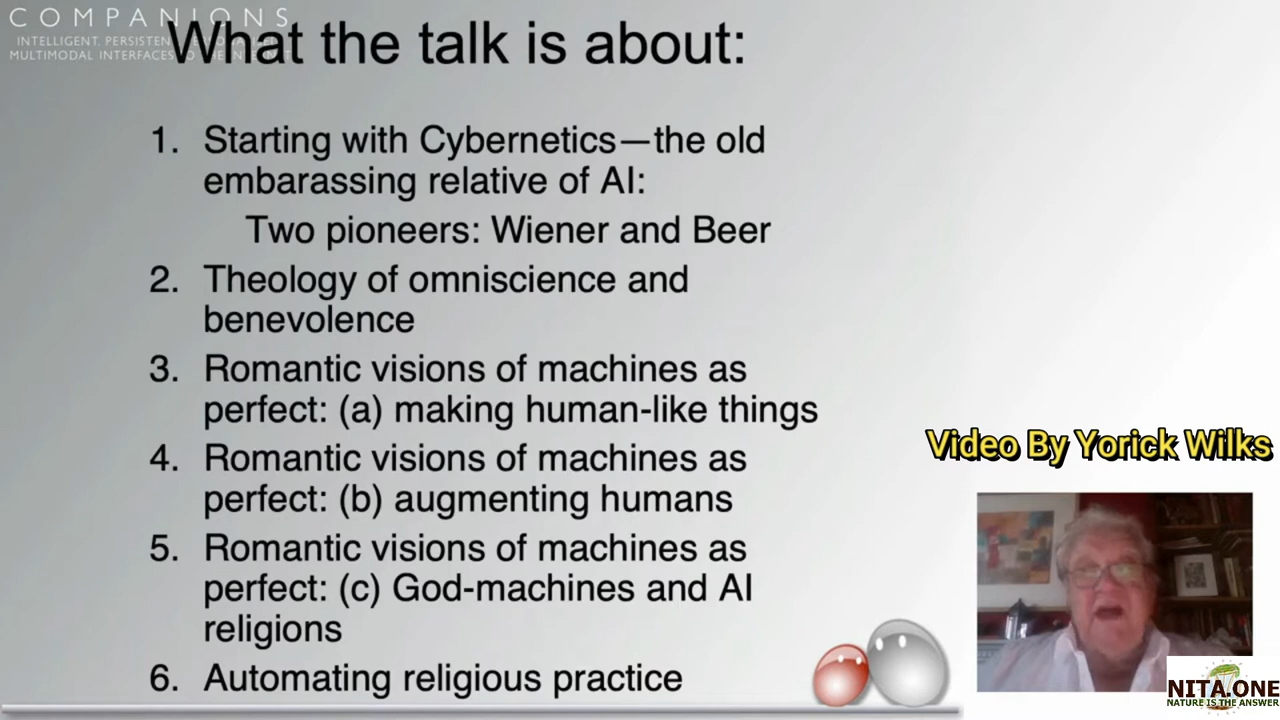 COMPANIONS
What the talk is about:
INTELLIGENT, PERSISTEN
MULTIMODAL INTERFACES
1. Starting with Cybernetics—the old
embarassing relative of AI:
Two pioneers: Wiener and Beer
2. Theology of omniscience and
benevolence
3. Romantic visions of machines as
perfect: (a) making human-like things
4. Romantic visions of machines as
perfect: (b) augmenting humans
5. Romantic visions of machines as
perfect: (c) God-machines and AI
religions
6. Automating religious practice
Video By Yorick Wilks
NITA.ONE
NATURE IS THE ANSWER